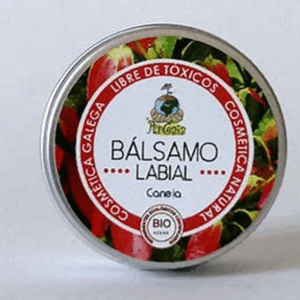 LIBRE DE TÓXICOS
COSMÉTICA GALEGA
COSMÉTICA NATURAL
BÁLSAMO
LABIAL
Canela
BIO